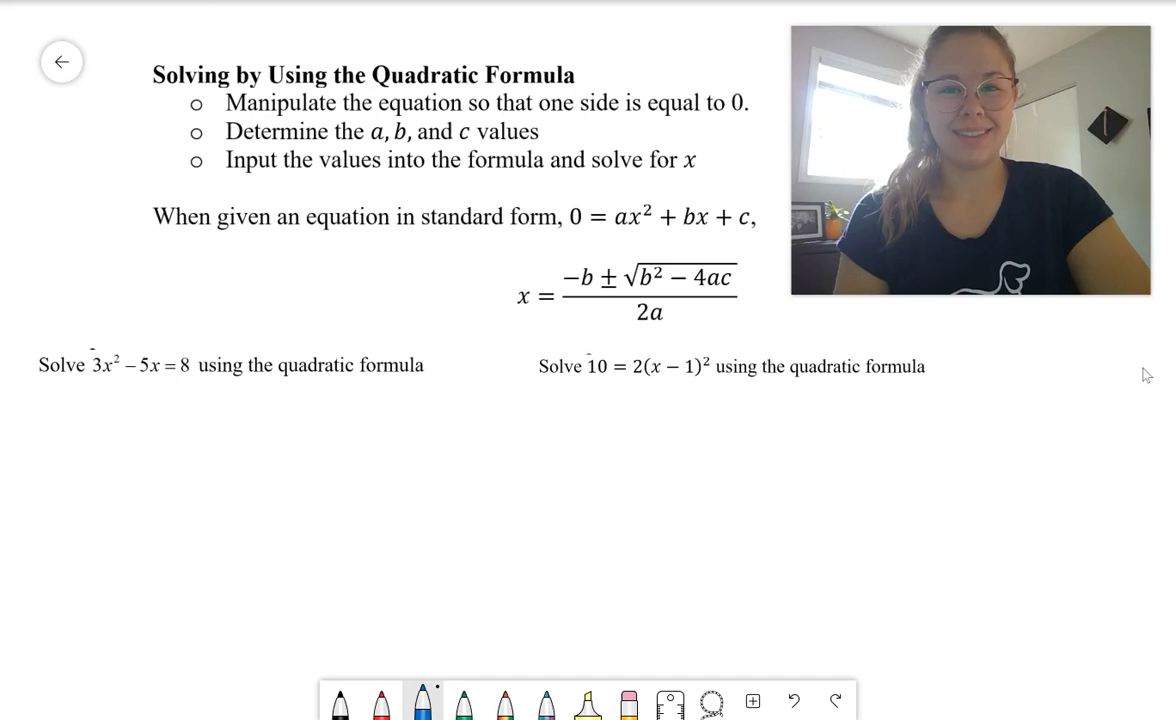 Solving by Using the Quadratic Formula
o Manipulate the equation so that one side is equal to 0.
o Determine the a, b, and c values
o Input the values into the formula and solve for x
When given an equation in standard form, 0 = ax² + bx + c,
x = (−b ± √(b² − 4ac)) / 2a
Solve 3x² − 5x = 8 using the quadratic formula
Solve 10 = 2(x − 1)² using the quadratic formula